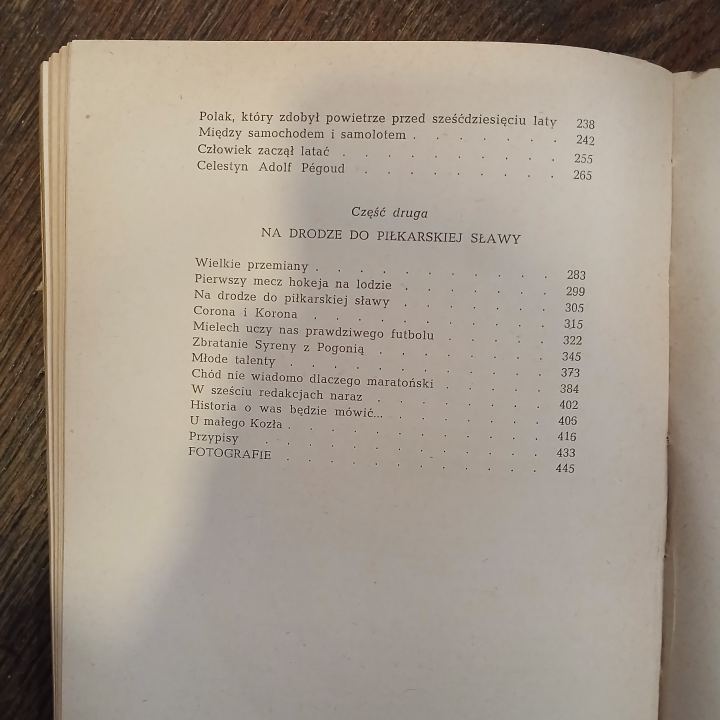 Polak, który zdobył powietrze przed sześćdziesięciu laty 238
Między samochodem i samolotem . . . . . . 242
Człowiek zaczął latać . . . . . . . . . 255
Celestyn Adolf Pégoud . . . . . . . . 265
Część druga
NA DRODZE DO PIŁKARSKIEJ SŁAWY
Wielkie przemiany . . . . . . . . . . 283
Pierwszy mecz hokeja na lodzie . . . . . . 299
Na drodze do piłkarskiej sławy . . . . . . 305
Corona i Korona . . . . . . . . . . 315
Mielech uczy nas prawdziwego futbolu . . . . . 322
Zbratanie Syreny z Pogonią . . . . . . . 345
Młode talenty . . . . . . . . . . 373
Chód nie wiadomo dlaczego maratoński . . . . . 384
W sześciu redakcjach naraz . . . . . . . 402
Historia o was będzie mówić... . . . . . . . 406
U małego Kozła . . . . . . . . . . 416
Przypisy . . . . . . . . . . . 433
FOTOGRAFIE . . . . . . . . . . 445